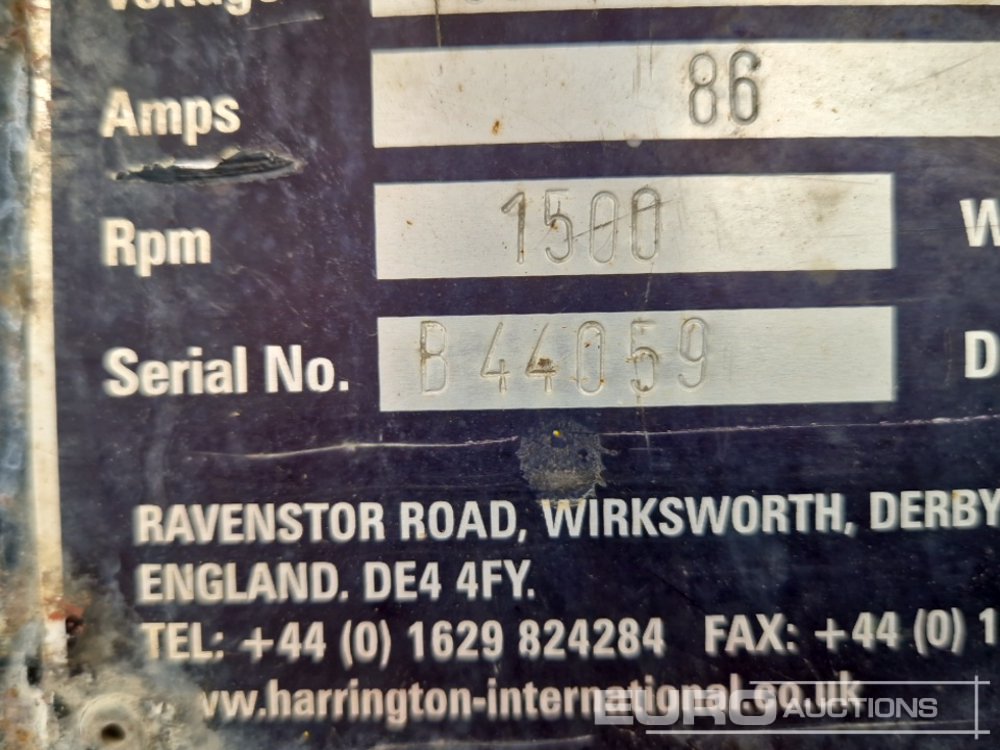 Voltage
Amps 86
Rpm 1500 W
Serial No. B 44059 D
RAVENSTOR ROAD, WIRKSWORTH, DERBY
ENGLAND. DE4 4FY.
TEL: +44 (0) 1629 824284 FAX: +44 (0) 1
www.harrington-international.co.uk
EURO AUCTIONS